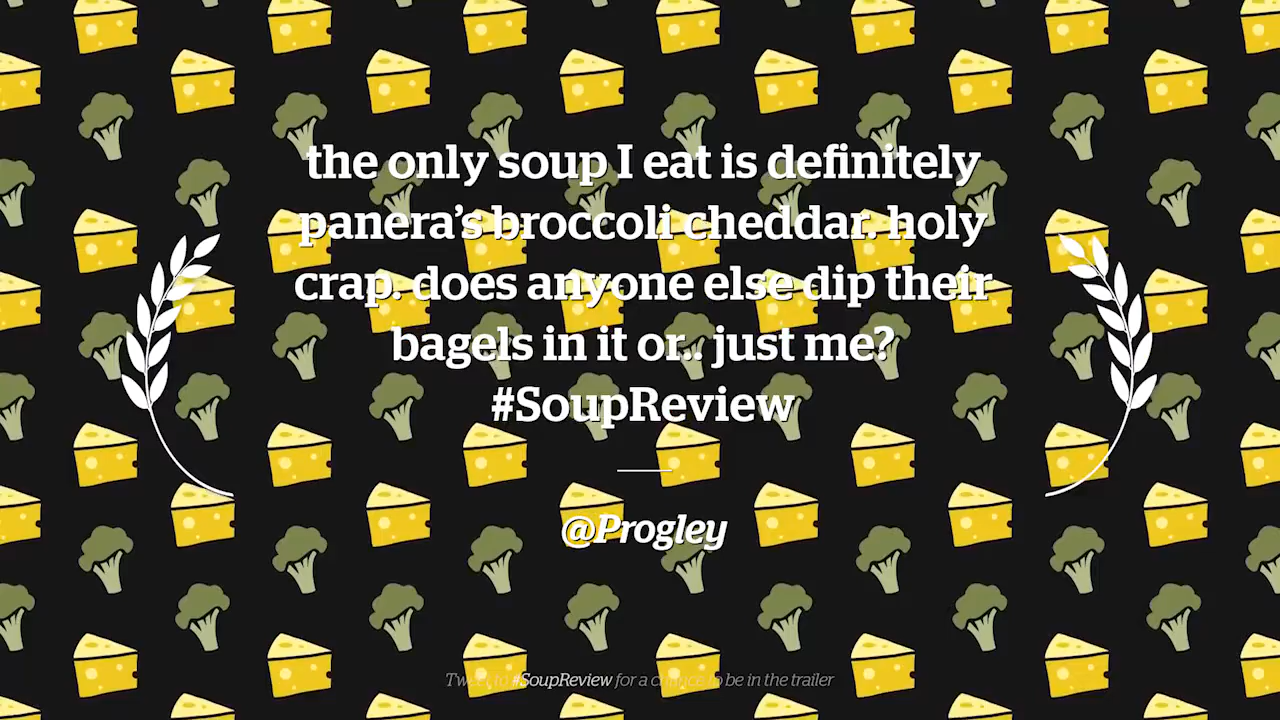 the only soup I eat is definitely
panera's broccoli cheddar. holy
crap. does anyone else dip their
bagels in it or.. just me?
#SoupReview
@Progley
Tweet to #SoupReview for a chance to be in the trailer